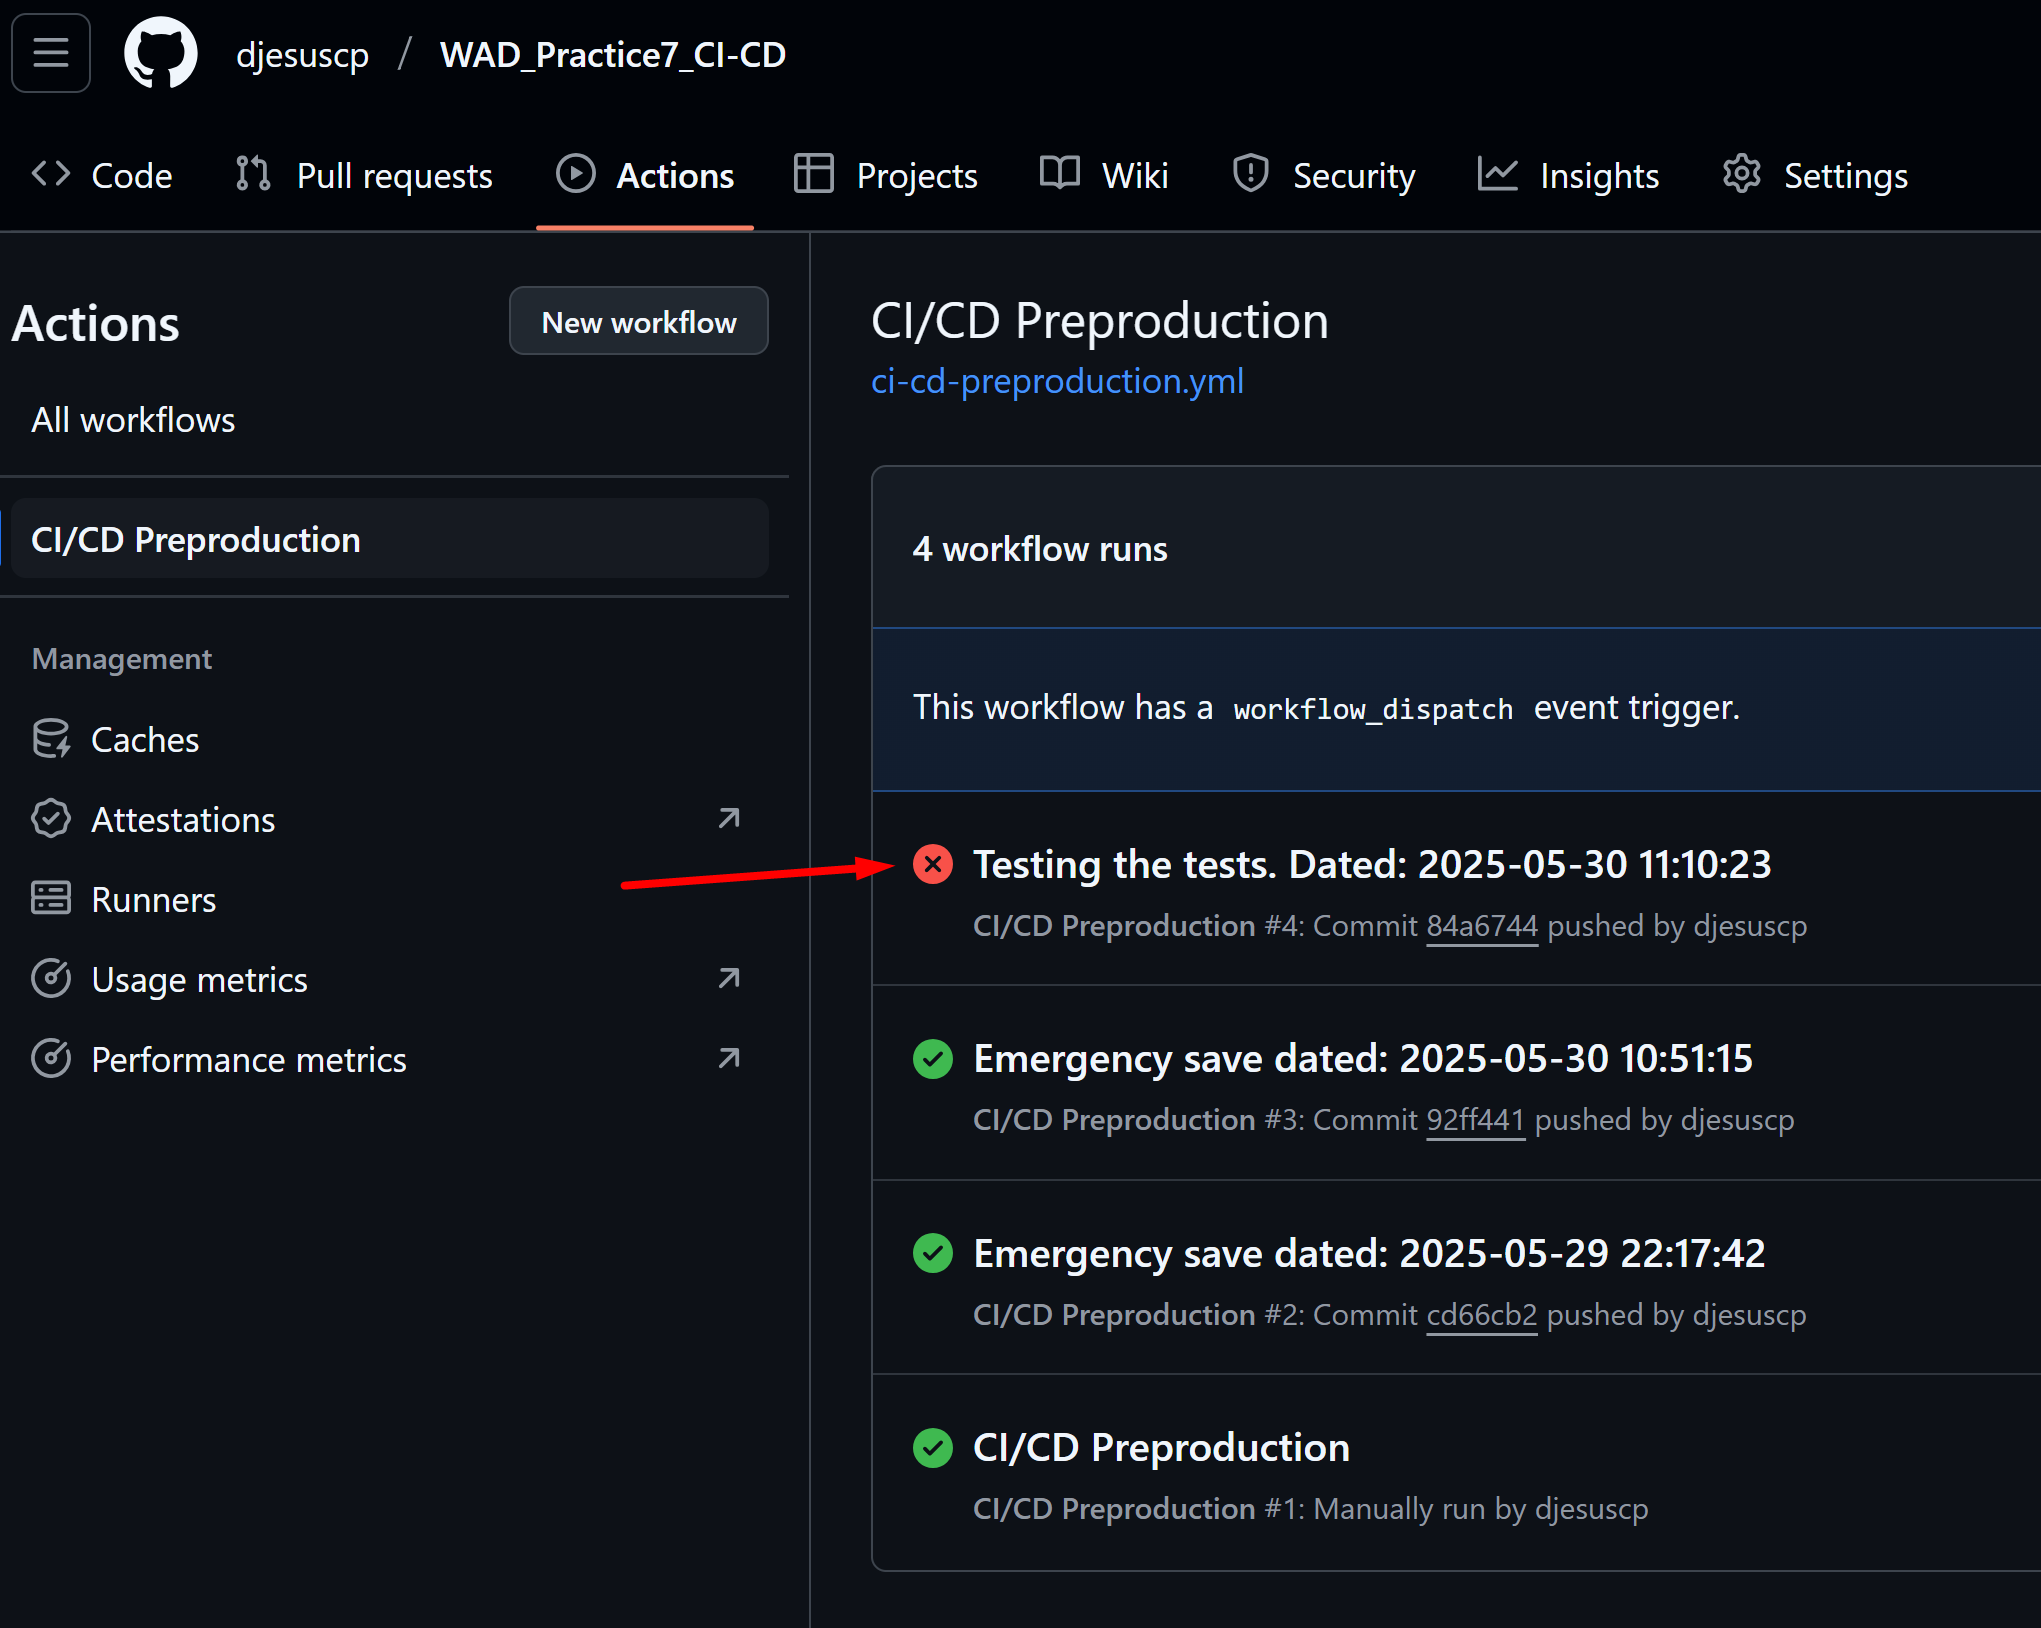 djesuscp / WAD_Practice7_CI-CD
Code Pull requests Actions Projects Wiki Security Insights Settings
Actions
New workflow
All workflows
CI/CD Preproduction
Management
Caches
Attestations
Runners
Usage metrics
Performance metrics
CI/CD Preproduction
ci-cd-preproduction.yml
4 workflow runs
This workflow has a workflow_dispatch event trigger.
Testing the tests. Dated: 2025-05-30 11:10:23
CI/CD Preproduction #4: Commit 84a6744 pushed by djesuscp
Emergency save dated: 2025-05-30 10:51:15
CI/CD Preproduction #3: Commit 92ff441 pushed by djesuscp
Emergency save dated: 2025-05-29 22:17:42
CI/CD Preproduction #2: Commit cd66cb2 pushed by djesuscp
CI/CD Preproduction
CI/CD Preproduction #1: Manually run by djesuscp